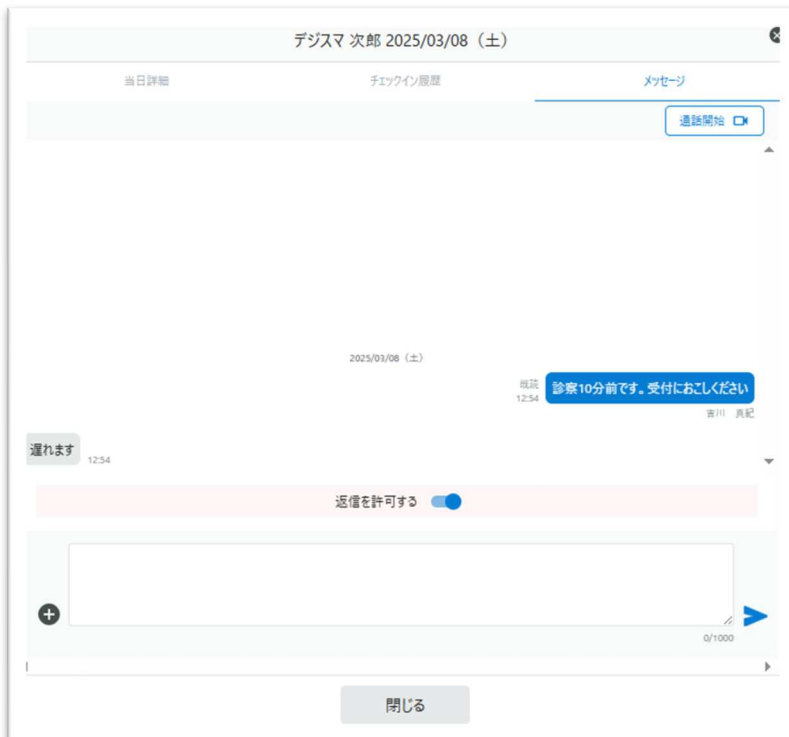 デジスマ 次郎 2025/03/08（土）
当日詳細 チェックイン履歴 メッセージ
通話開始
2025/03/08（土）
既読
12:54
診察10分前です。受付におこしください
吉川　真紀
遅れます
12:54
返信を許可する
0/1000
閉じる